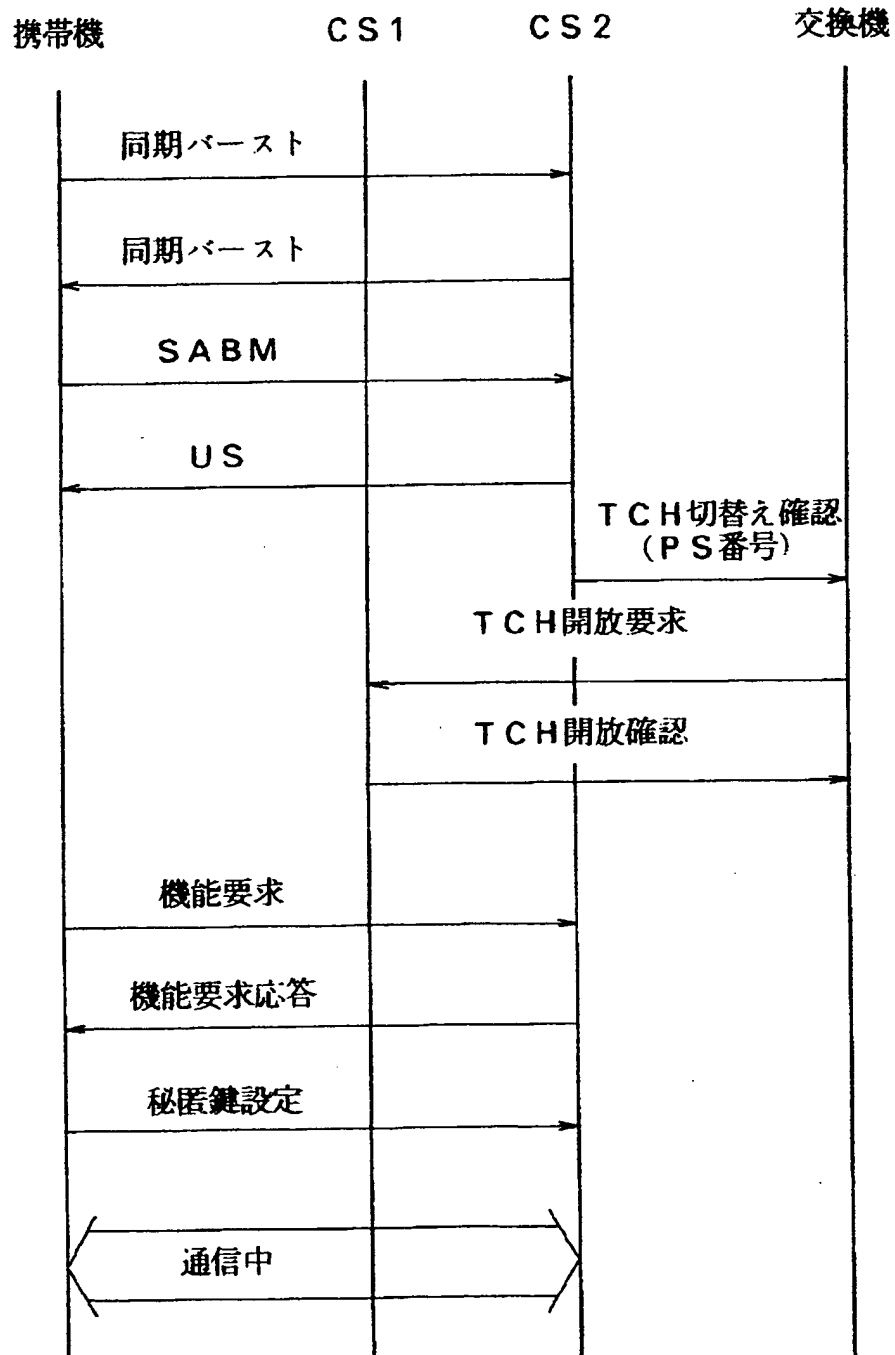 携帯機 CS1 CS2 交換機
同期バースト
同期バースト
SABM
US
TCH切替え確認
(PS番号)
TCH開放要求
TCH開放確認
機能要求
機能要求応答
秘匿鍵設定
通信中